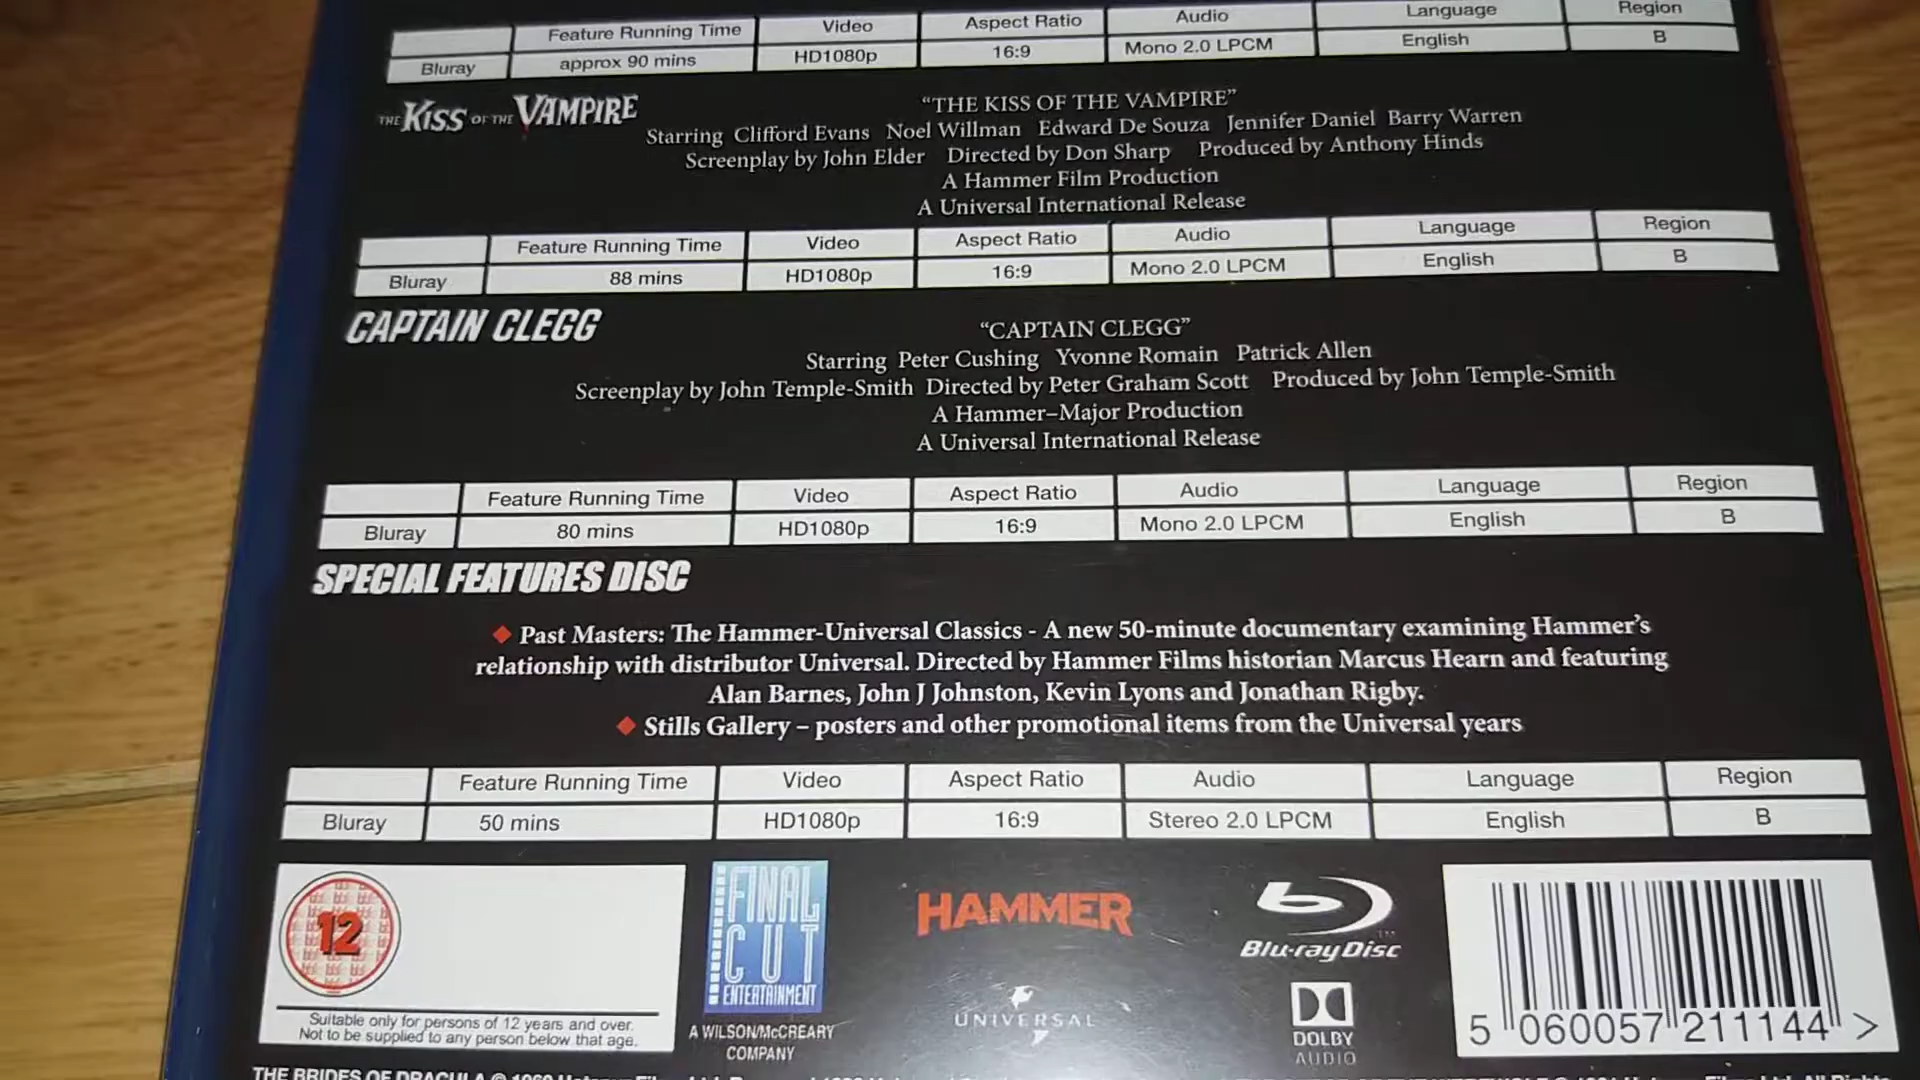 Feature Running Time Video Aspect Ratio Audio Language Region
Bluray approx 90 mins HD1080p 16:9 Mono 2.0 LPCM English B
THE KISS OF THE VAMPIRE
"THE KISS OF THE VAMPIRE"
Starring Clifford Evans Noel Willman Edward De Souza Jennifer Daniel Barry Warren
Screenplay by John Elder Directed by Don Sharp Produced by Anthony Hinds
A Hammer Film Production
A Universal International Release
Feature Running Time Video Aspect Ratio Audio Language Region
Bluray 88 mins HD1080p 16:9 Mono 2.0 LPCM English B
CAPTAIN CLEGG
"CAPTAIN CLEGG"
Starring Peter Cushing Yvonne Romain Patrick Allen
Screenplay by John Temple-Smith Directed by Peter Graham Scott Produced by John Temple-Smith
A Hammer–Major Production
A Universal International Release
Feature Running Time Video Aspect Ratio Audio Language Region
Bluray 80 mins HD1080p 16:9 Mono 2.0 LPCM English B
SPECIAL FEATURES DISC
◆ Past Masters: The Hammer-Universal Classics - A new 50-minute documentary examining Hammer's
relationship with distributor Universal. Directed by Hammer Films historian Marcus Hearn and featuring
Alan Barnes, John J Johnston, Kevin Lyons and Jonathan Rigby.
◆ Stills Gallery – posters and other promotional items from the Universal years
Feature Running Time Video Aspect Ratio Audio Language Region
Bluray 50 mins HD1080p 16:9 Stereo 2.0 LPCM English B
12
Suitable only for persons of 12 years and over.
Not to be supplied to any person below that age.
FINAL
CUT
ENTERTAINMENT
A WILSON/McCREARY
COMPANY
HAMMER
UNIVERSAL
Blu-ray Disc™
DOLBY
AUDIO
5 060057 211144 >
THE BRIDES OF DRACULA ©